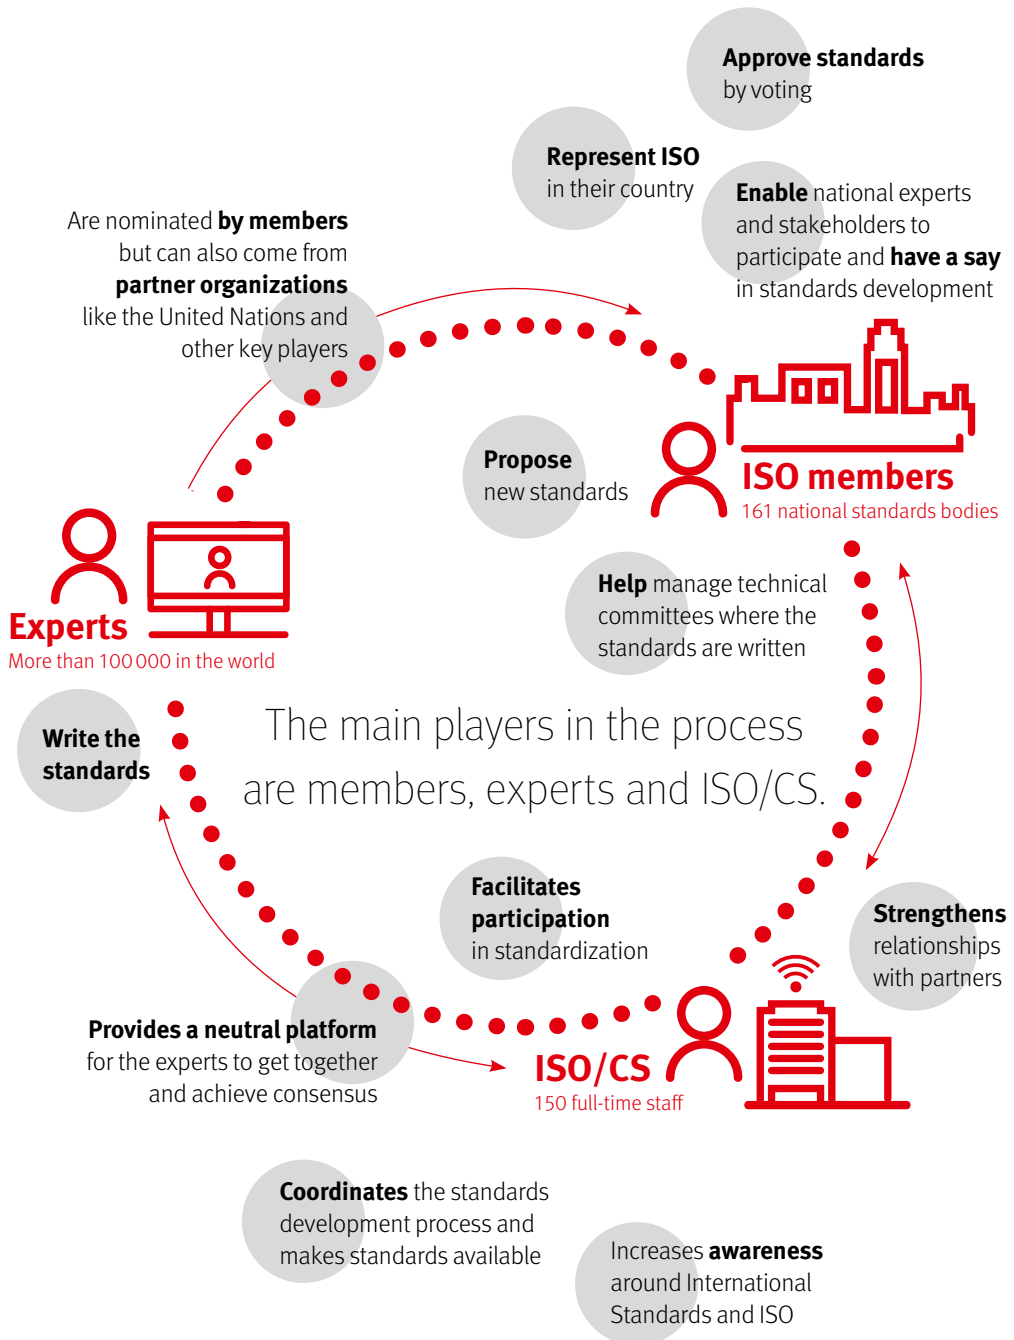 Approve standards
by voting
Represent ISO
in their country
Enable national experts
and stakeholders to
participate and have a say
in standards development
Are nominated by members
but can also come from
partner organizations
like the United Nations and
other key players
ISO members
161 national standards bodies
Propose
new standards
Help manage technical
committees where the
standards are written
Experts
More than 100 000 in the world
Write the
standards
The main players in the process
are members, experts and ISO/CS.
Facilitates
participation
in standardization
Strengthens
relationships
with partners
Provides a neutral platform
for the experts to get together
and achieve consensus
ISO/CS
150 full-time staff
Coordinates the standards
development process and
makes standards available
Increases awareness
around International
Standards and ISO